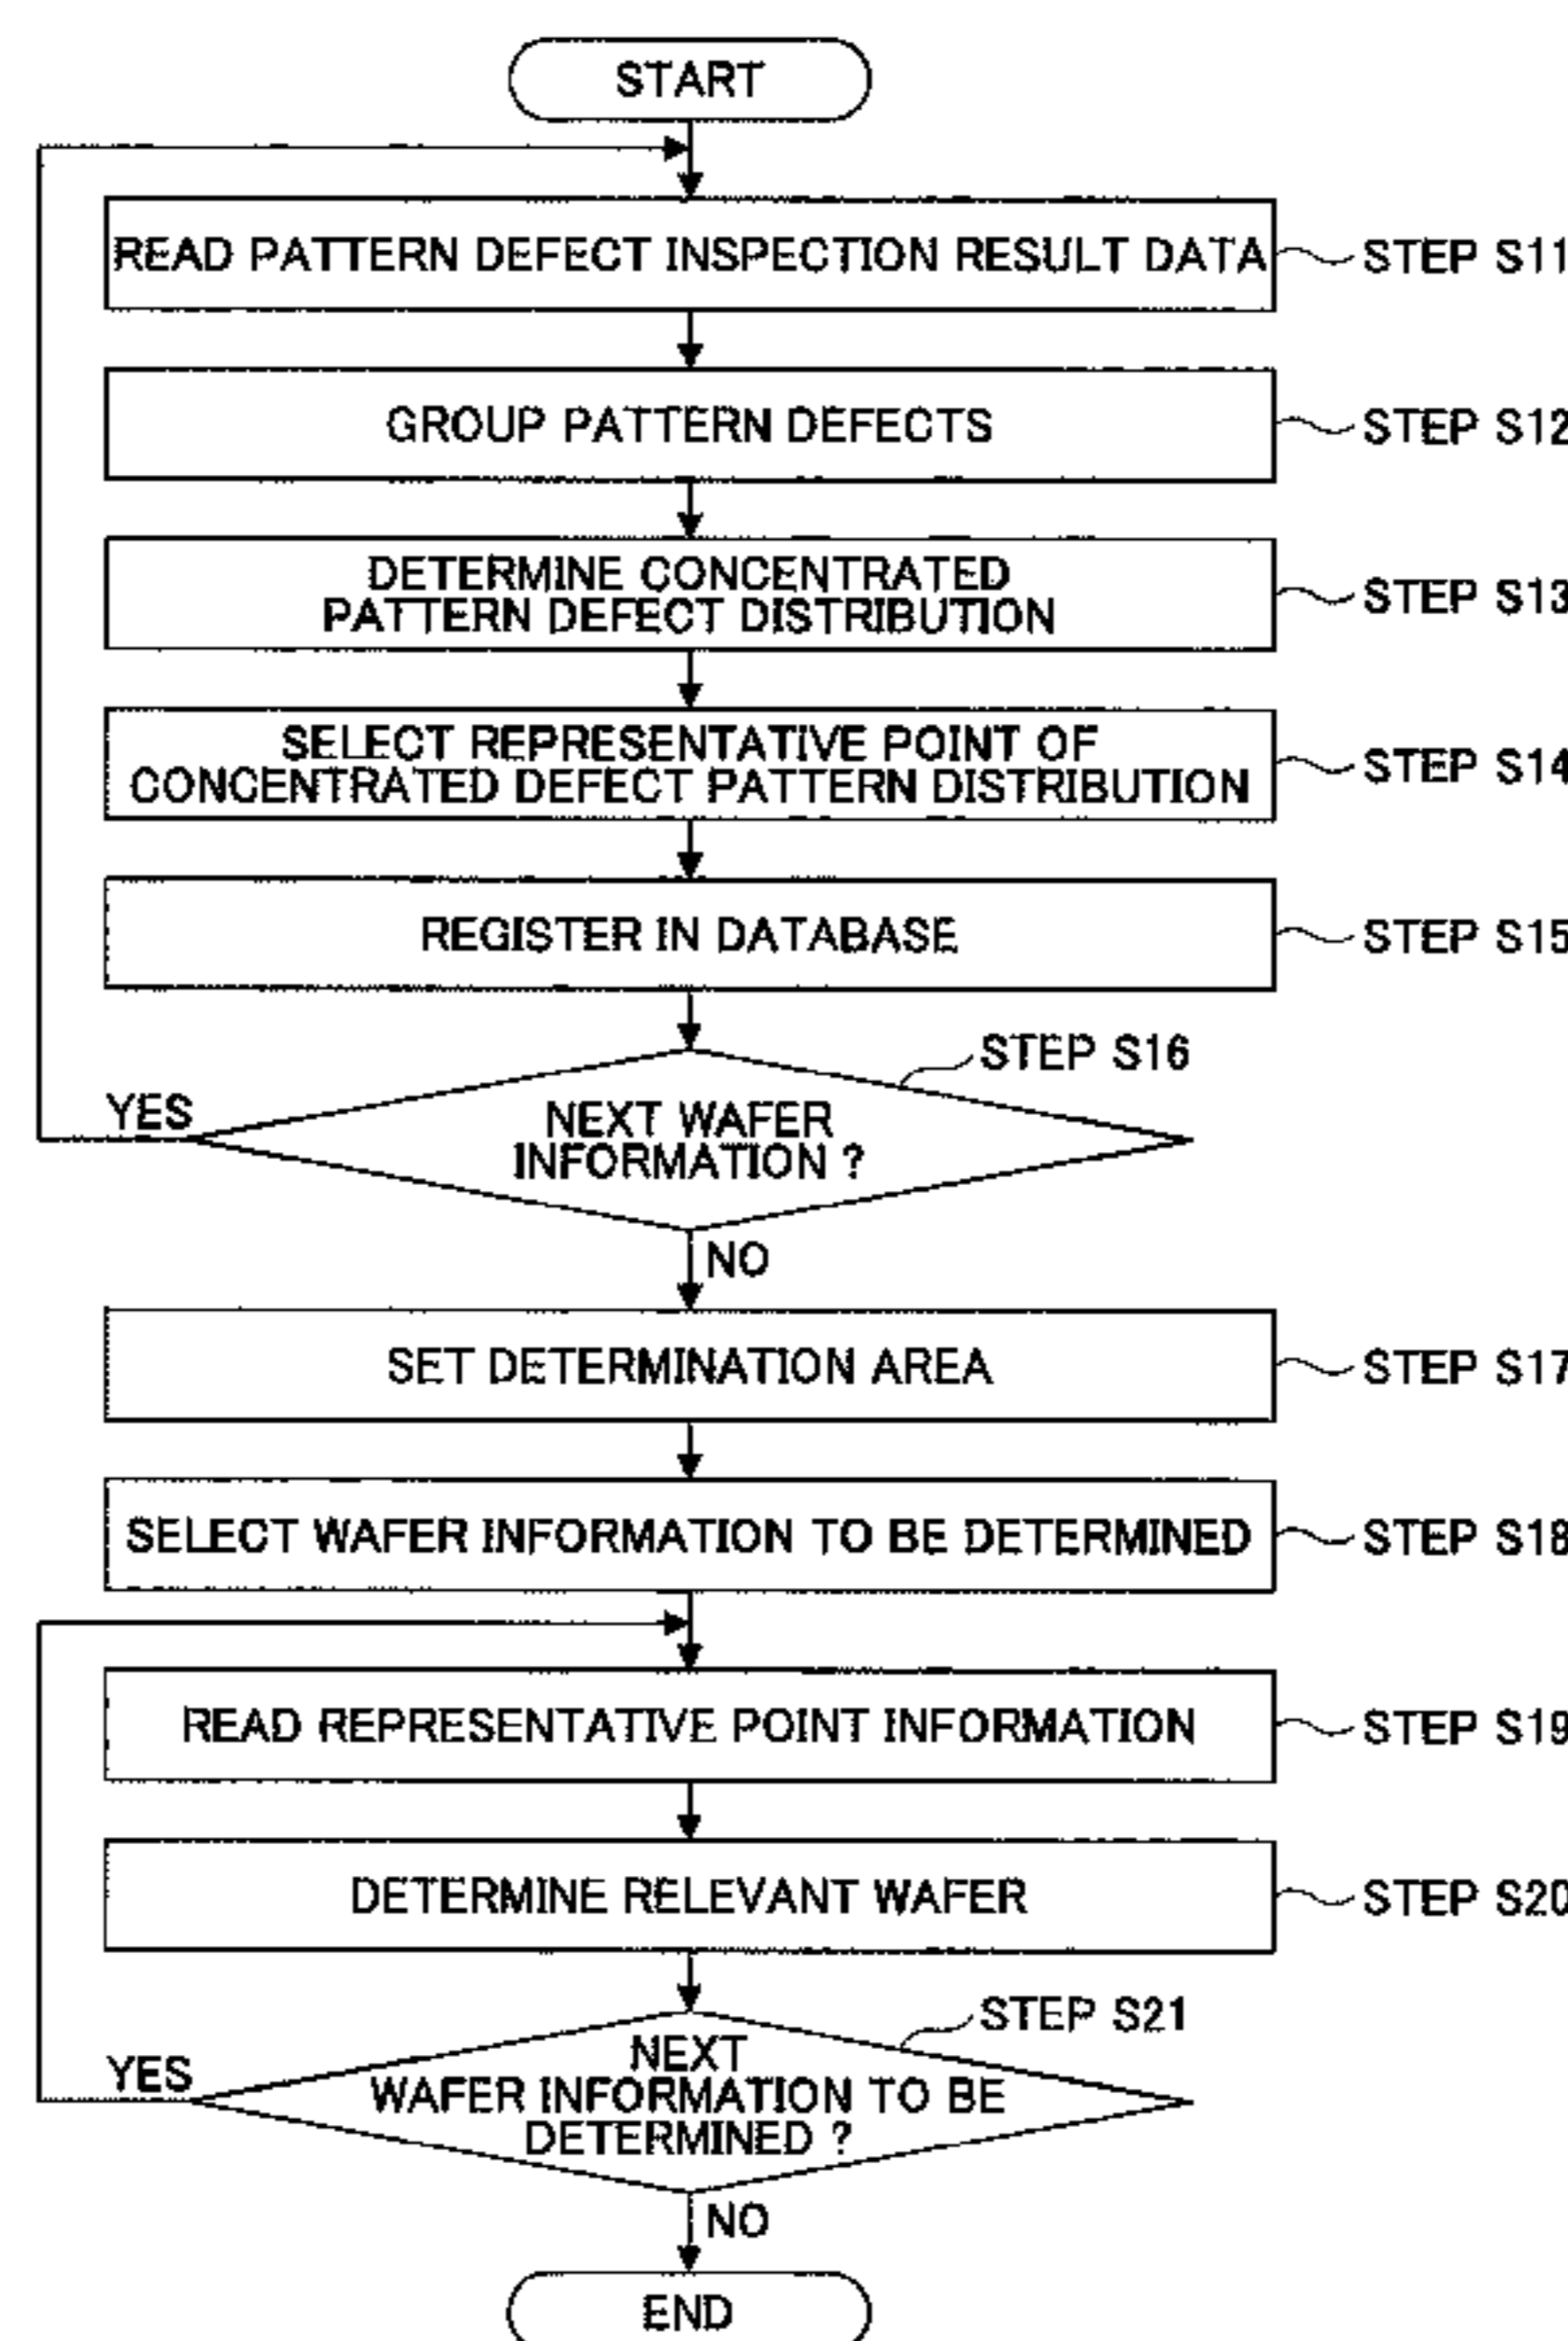 START
READ PATTERN DEFECT INSPECTION RESULT DATA
STEP S11
GROUP PATTERN DEFECTS
STEP S12
DETERMINE CONCENTRATED
PATTERN DEFECT DISTRIBUTION
STEP S13
SELECT REPRESENTATIVE POINT OF
CONCENTRATED DEFECT PATTERN DISTRIBUTION
STEP S14
REGISTER IN DATABASE
STEP S15
STEP S16
YES
NEXT WAFER
INFORMATION ?
NO
SET DETERMINATION AREA
STEP S17
SELECT WAFER INFORMATION TO BE DETERMINED
STEP S18
READ REPRESENTATIVE POINT INFORMATION
STEP S19
DETERMINE RELEVANT WAFER
STEP S20
STEP S21
YES
NEXT
WAFER INFORMATION TO BE
DETERMINED ?
NO
END